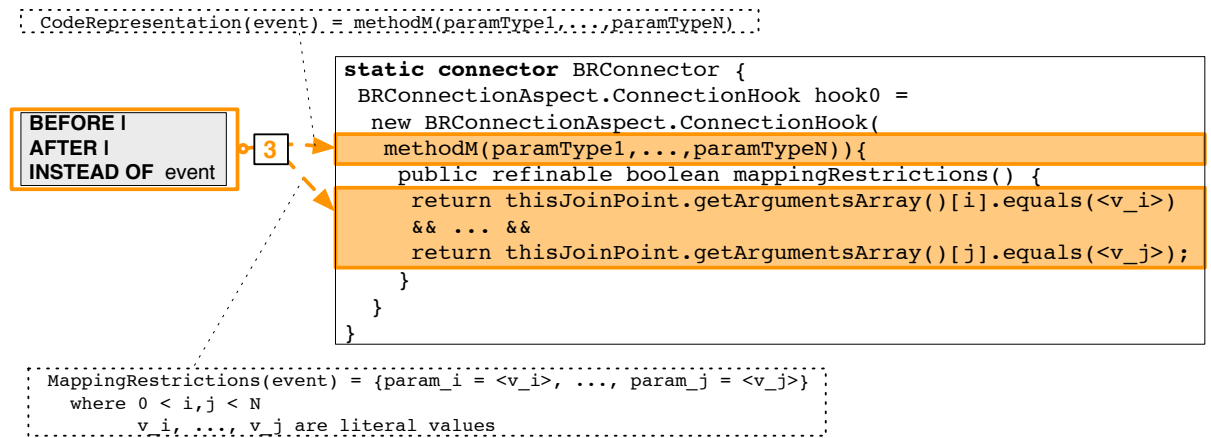 CodeRepresentation(event) = methodM(paramType1,...,paramTypeN)
static connector BRConnector {
BRConnectionAspect.ConnectionHook hook0 =
new BRConnectionAspect.ConnectionHook(
methodM(paramType1,...,paramTypeN)){
public refinable boolean mappingRestrictions() {
return thisJoinPoint.getArgumentsArray()[i].equals(<v_i>)
&& ... &&
return thisJoinPoint.getArgumentsArray()[j].equals(<v_j>);
}
}
}
BEFORE |
AFTER |
INSTEAD OF event
3
MappingRestrictions(event) = {param_i = <v_i>, ..., param_j = <v_j>}
where 0 < i,j < N
v_i, ..., v_j are literal values